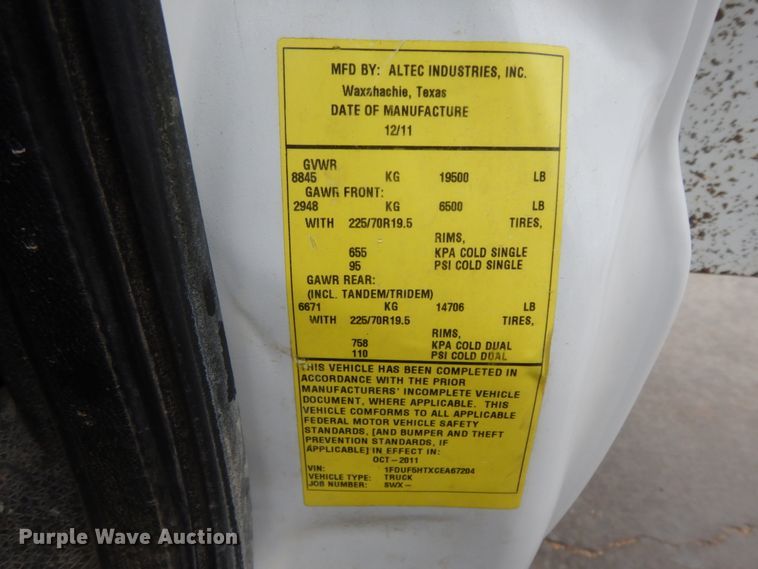 MFD BY: ALTEC INDUSTRIES, INC.
Waxahachie, Texas
DATE OF MANUFACTURE
12/11
GVWR
8845 KG 19500 LB
GAWR FRONT:
2948 KG 6500 LB
WITH 225/70R19.5 TIRES,
RIMS,
655 KPA COLD SINGLE
95 PSI COLD SINGLE
GAWR REAR:
(INCL. TANDEM/TRIDEM)
6671 KG 14706 LB
WITH 225/70R19.5 TIRES,
RIMS,
758 KPA COLD DUAL
110 PSI COLD DUAL
THIS VEHICLE HAS BEEN COMPLETED IN
ACCORDANCE WITH THE PRIOR
MANUFACTURERS' INCOMPLETE VEHICLE
DOCUMENT, WHERE APPLICABLE. THIS
VEHICLE COMFORMS TO ALL APPLICABLE
FEDERAL MOTOR VEHICLE SAFETY
STANDARDS, [AND BUMPER AND THEFT
PREVENTION STANDARDS, IF
APPLICABLE] IN EFFECT IN:
OCT-2011
VIN: 1FDUF5HTXCEA67204
VEHICLE TYPE: TRUCK
JOB NUMBER: SWX-
Purple Wave Auction